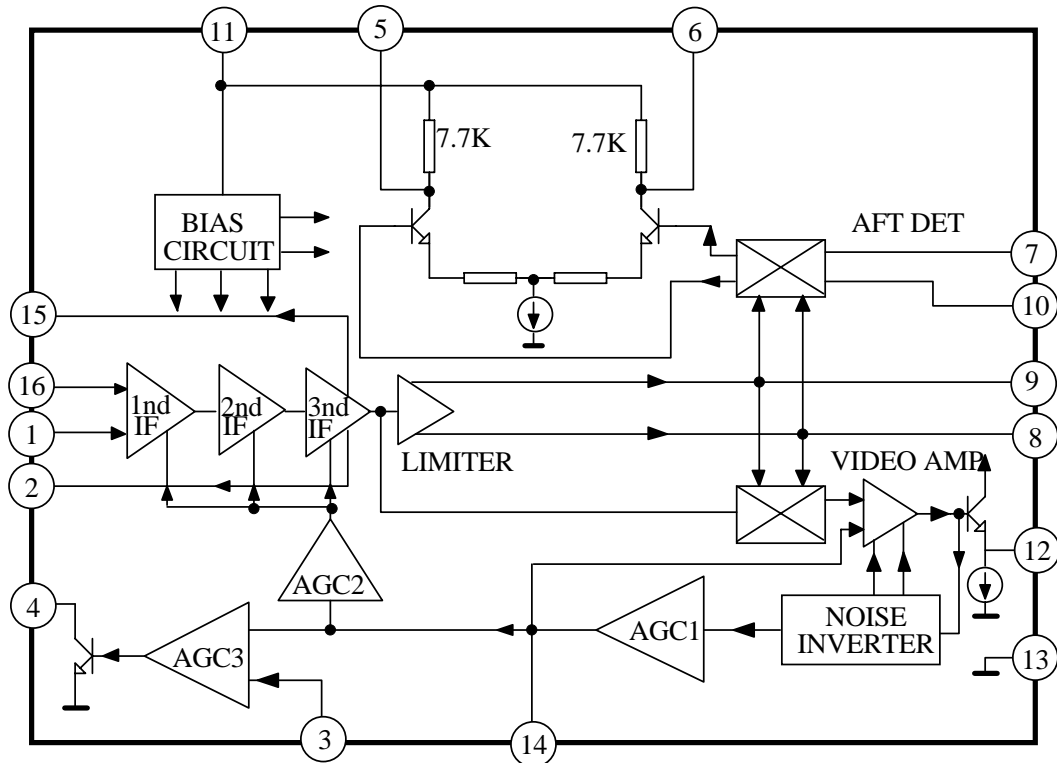 11
5
6
7.7K
7.7K
BIAS
CIRCUIT
AFT DET
7
10
15
16
1
2
1nd
IF
2nd
IF
3nd
IF
LIMITER
9
8
VIDEO AMP
12
4
AGC2
AGC3
AGC1
NOISE
INVERTER
13
3
14